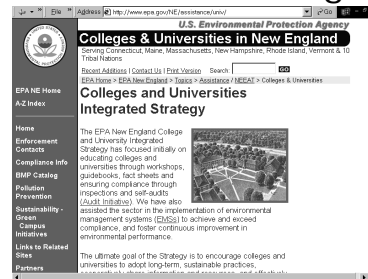 File
Address http://www.epa.gov/NE/assistance/univ/
Go
U.S. Environmental Protection Agency
Colleges & Universities in New England
Serving Connecticut, Maine, Massachusetts, New Hampshire, Rhode Island, Vermont & 10
Tribal Nations
Recent Additions | Contact Us | Print Version Search: GO
EPA Home > EPA New England > Topics > Assistance / NEEAT > Colleges & Universities
EPA NE Home
A-Z Index
Home
Enforcement
Contacts
Compliance Info
BMP Catalog
Pollution
Prevention
Sustainability -
Green
Campus
Initiatives
Links to Related
Sites
Partners
Colleges and Universities
Integrated Strategy
The EPA New England College
and University Integrated
Strategy has focused initially on
educating colleges and
universities through workshops,
guidebooks, fact sheets and
ensuring compliance through
inspections and self-audits
(Audit Initiative). We have also
assisted the sector in the implementation of environmental
management systems (EMSs) to achieve and exceed
compliance, and foster continuous improvement in
environmental performance.
The ultimate goal of the Strategy is to encourage colleges and
universities to adopt long-term, sustainable practices,